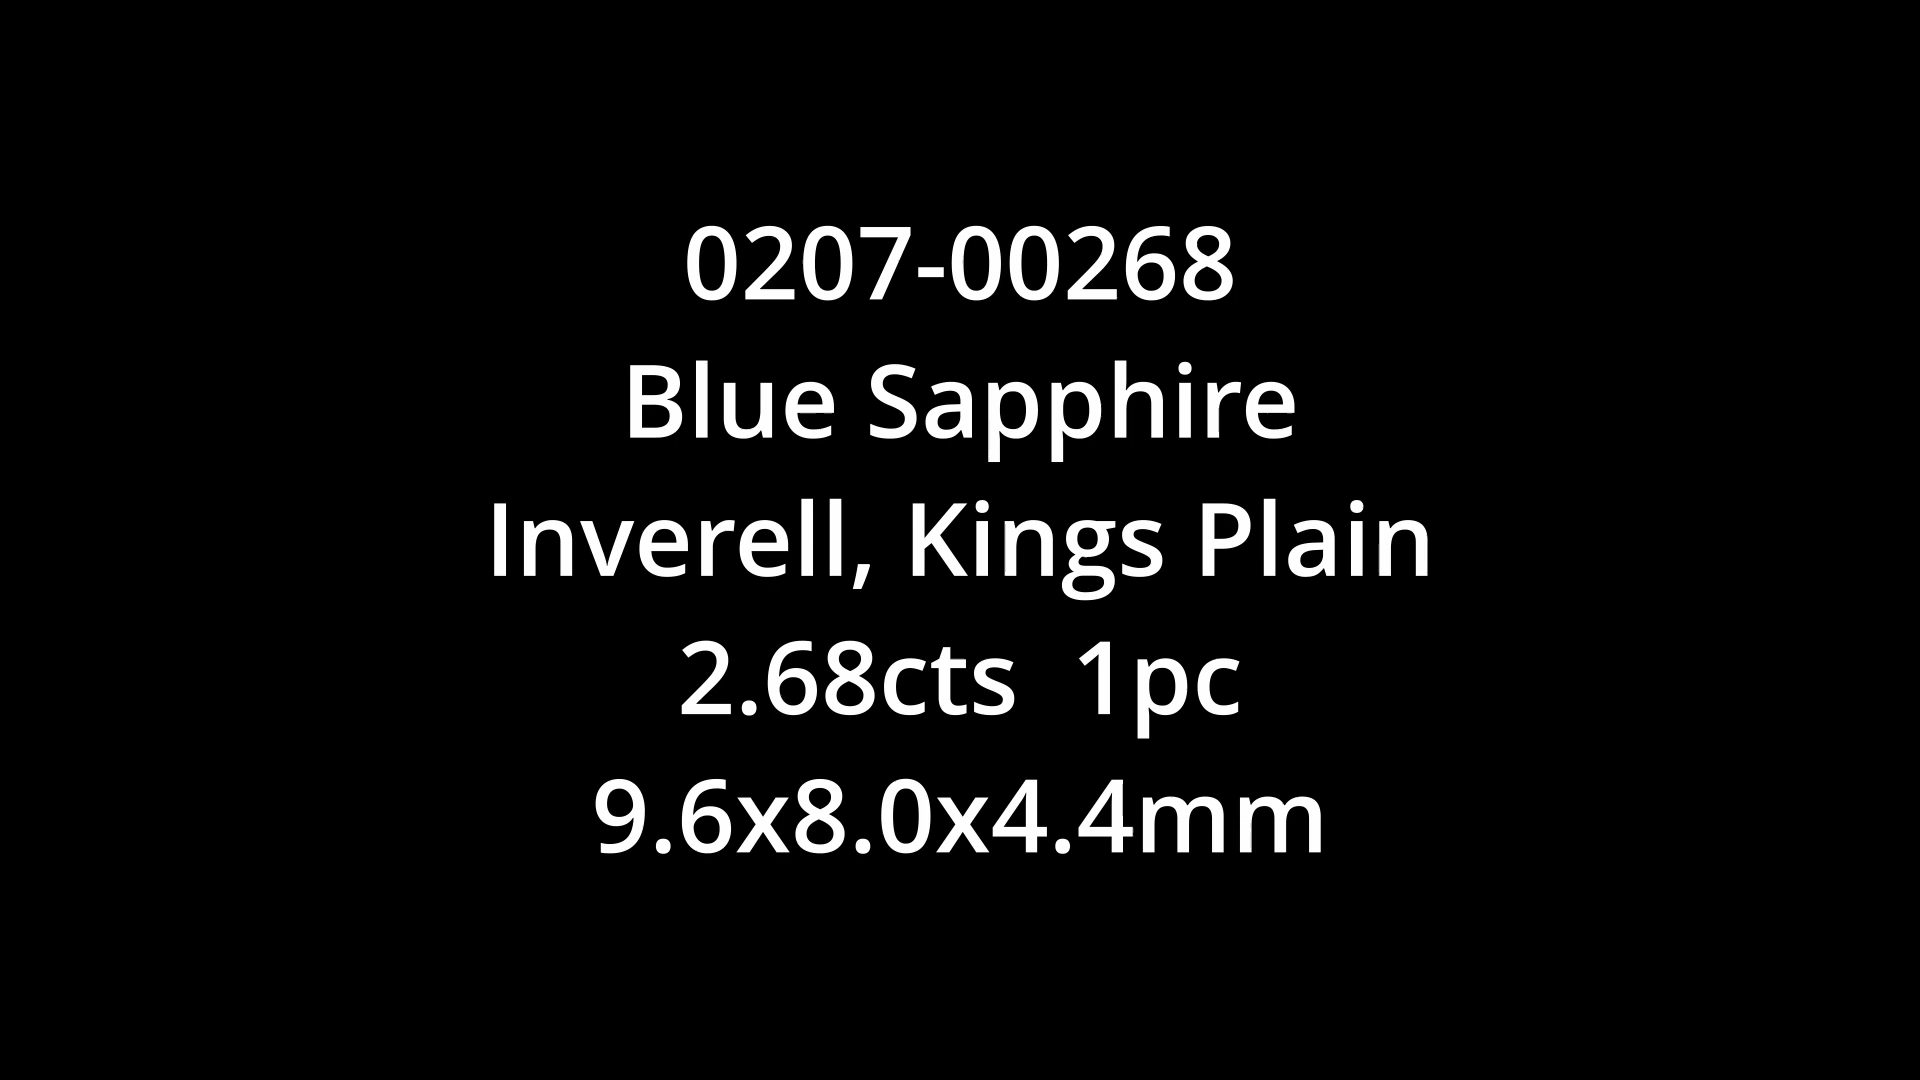 0207-00268
Blue Sapphire
Inverell, Kings Plain
2.68cts  1pc
9.6x8.0x4.4mm